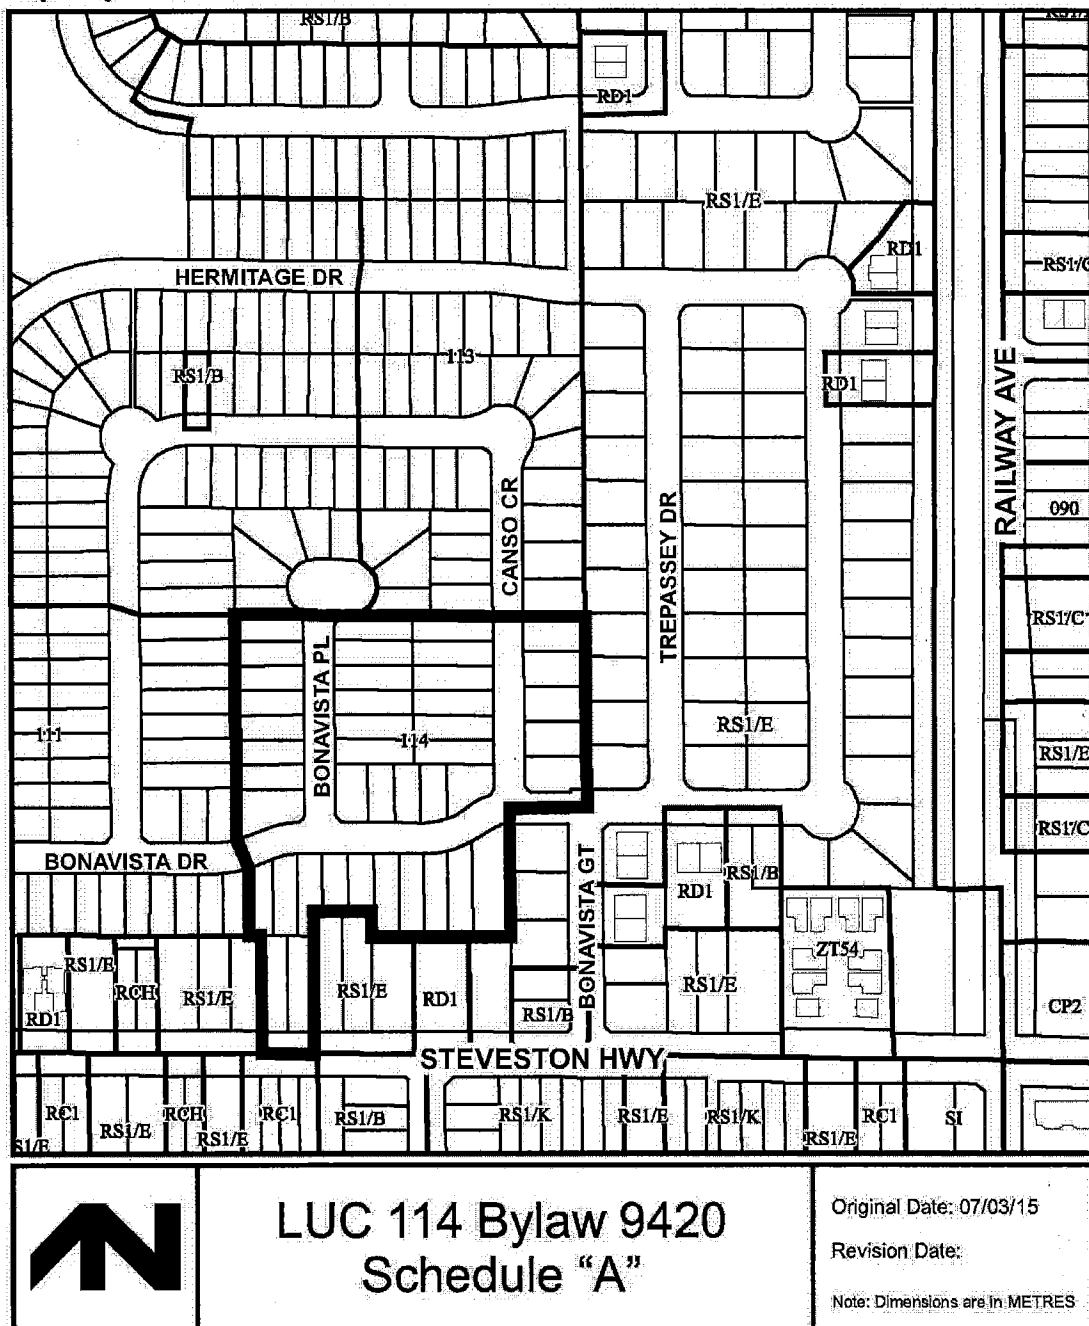 RS1/B
RD1
RS1/E
RD1
RS1/C
HERMITAGE DR
113
RS1/B
RD1
RAILWAY AVE
CANSO CR
TREPASSEY DR
090
RS1/C
BONAVISTA PL
111
114
RS1/E
RS1/E
RS1/C
BONAVISTA DR
BONAVISTA GT
RD1
RS1/B
RS1/E
RCH
RS1/E
RD1
RS1/E
RD1
RS1/B
RS1/E
ZT54
CP2
STEVESTON HWY
S1/E
RC1
RS1/E
RCH
RS1/E
RC1
RS1/B
RS1/K
RS1/E
RS1/K
RS1/E
RC1
SI
LUC 114 Bylaw 9420
Schedule "A"
Original Date: 07/03/15
Revision Date:
Note: Dimensions are in METRES